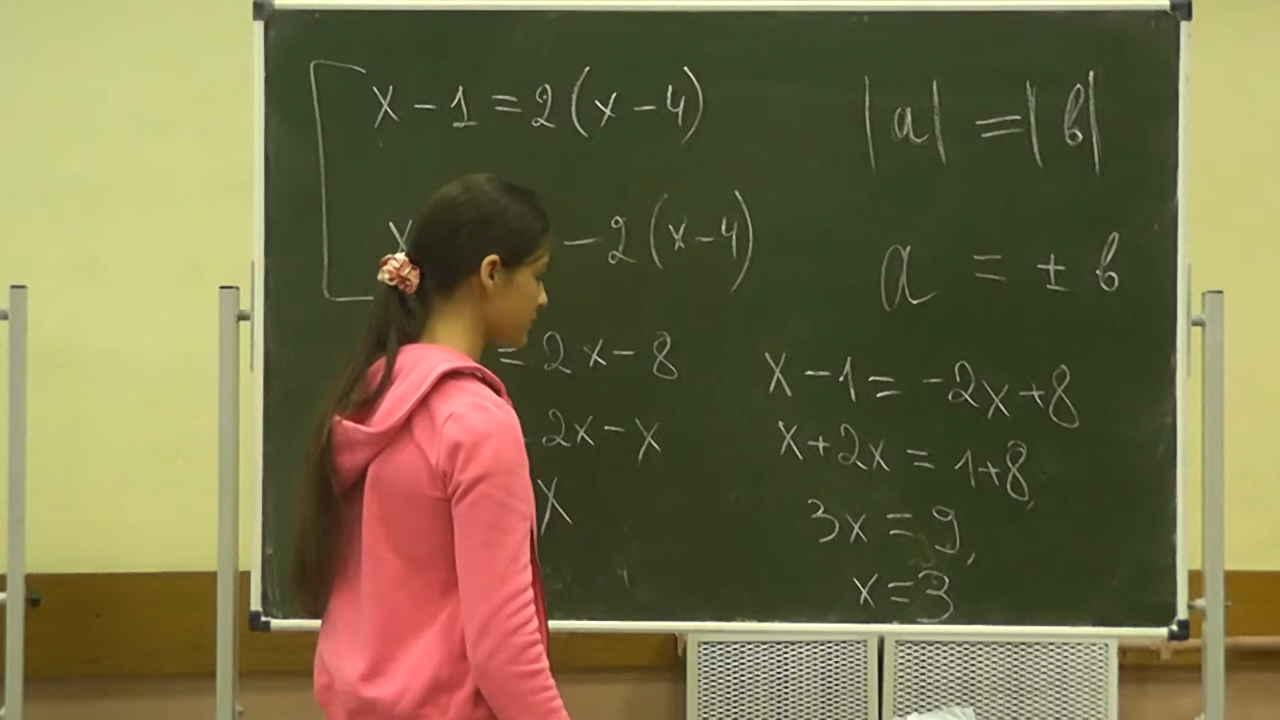 x-1=2(x-4)
x -2(x-4)
=2x-8
2x-x
x
|a|=|b|
a=±b
x-1=-2x+8
x+2x=1+8,
3x=9,
x=3